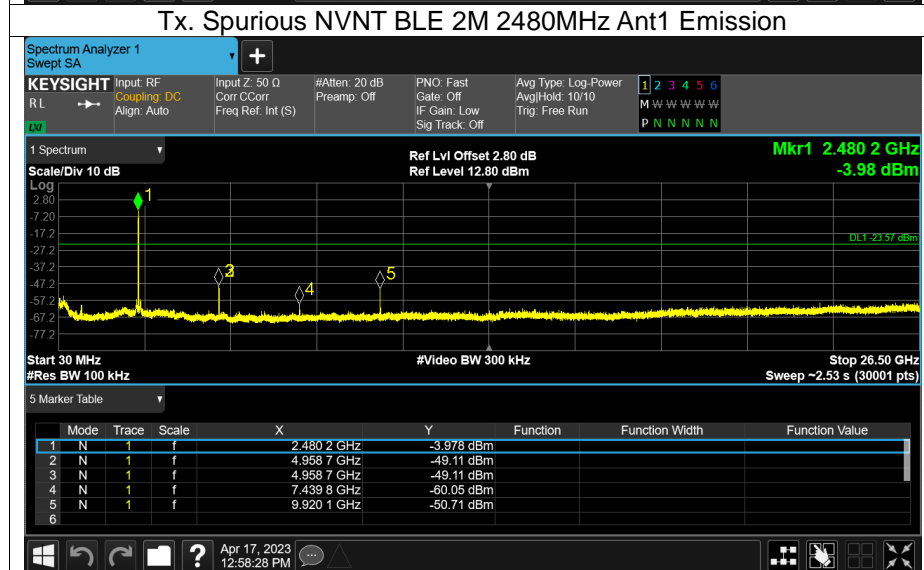 Tx. Spurious NVNT BLE 2M 2480MHz Ant1 Emission
Spectrum Analyzer 1
Swept SA
+
KEYSIGHT Input: RF Input Z: 50 Ω #Atten: 20 dB PNO: Fast Avg Type: Log-Power 1 2 3 4 5 6
RL Coupling: DC Corr CCorr Preamp: Off Gate: Off Avg|Hold: 10/10 M W W W W W
Align: Auto Freq Ref: Int (S) IF Gain: Low Trig: Free Run
LXI Sig Track: Off P N N N N N
1 Spectrum Ref Lvl Offset 2.80 dB Mkr1 2.480 2 GHz
Scale/Div 10 dB Ref Level 12.80 dBm -3.98 dBm
Log
2.80 1
-7.20
-17.2
DL1 -23.57 dBm
-27.2
-37.2
5
-47.2
4
-57.2
-67.2
-77.2
Start 30 MHz #Video BW 300 kHz Stop 26.50 GHz
#Res BW 100 kHz Sweep ~2.53 s (30001 pts)
5 Marker Table
Mode Trace Scale X Y Function Function Width Function Value
1 N 1 f 2.480 2 GHz -3.978 dBm
2 N 1 f 4.958 7 GHz -49.11 dBm
3 N 1 f 4.958 7 GHz -49.11 dBm
4 N 1 f 7.439 8 GHz -60.05 dBm
5 N 1 f 9.920 1 GHz -50.71 dBm
6
? Apr 17, 2023
12:58:28 PM